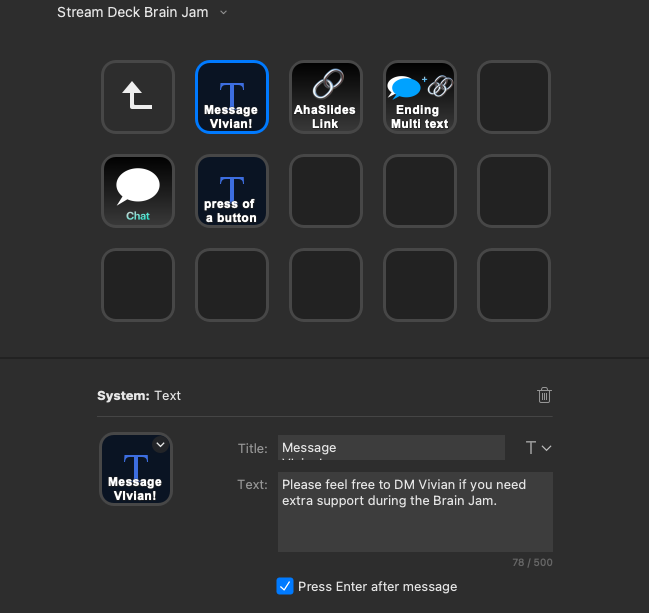 Stream Deck Brain Jam
T
Message
Vivian!
AhaSlides
Link
Ending
Multi text
Chat
T
press of
a button
System: Text
T
Message
Vivian!
Title:
Message
T
Text:
Please feel free to DM Vivian if you need
extra support during the Brain Jam.
78 / 500
Press Enter after message